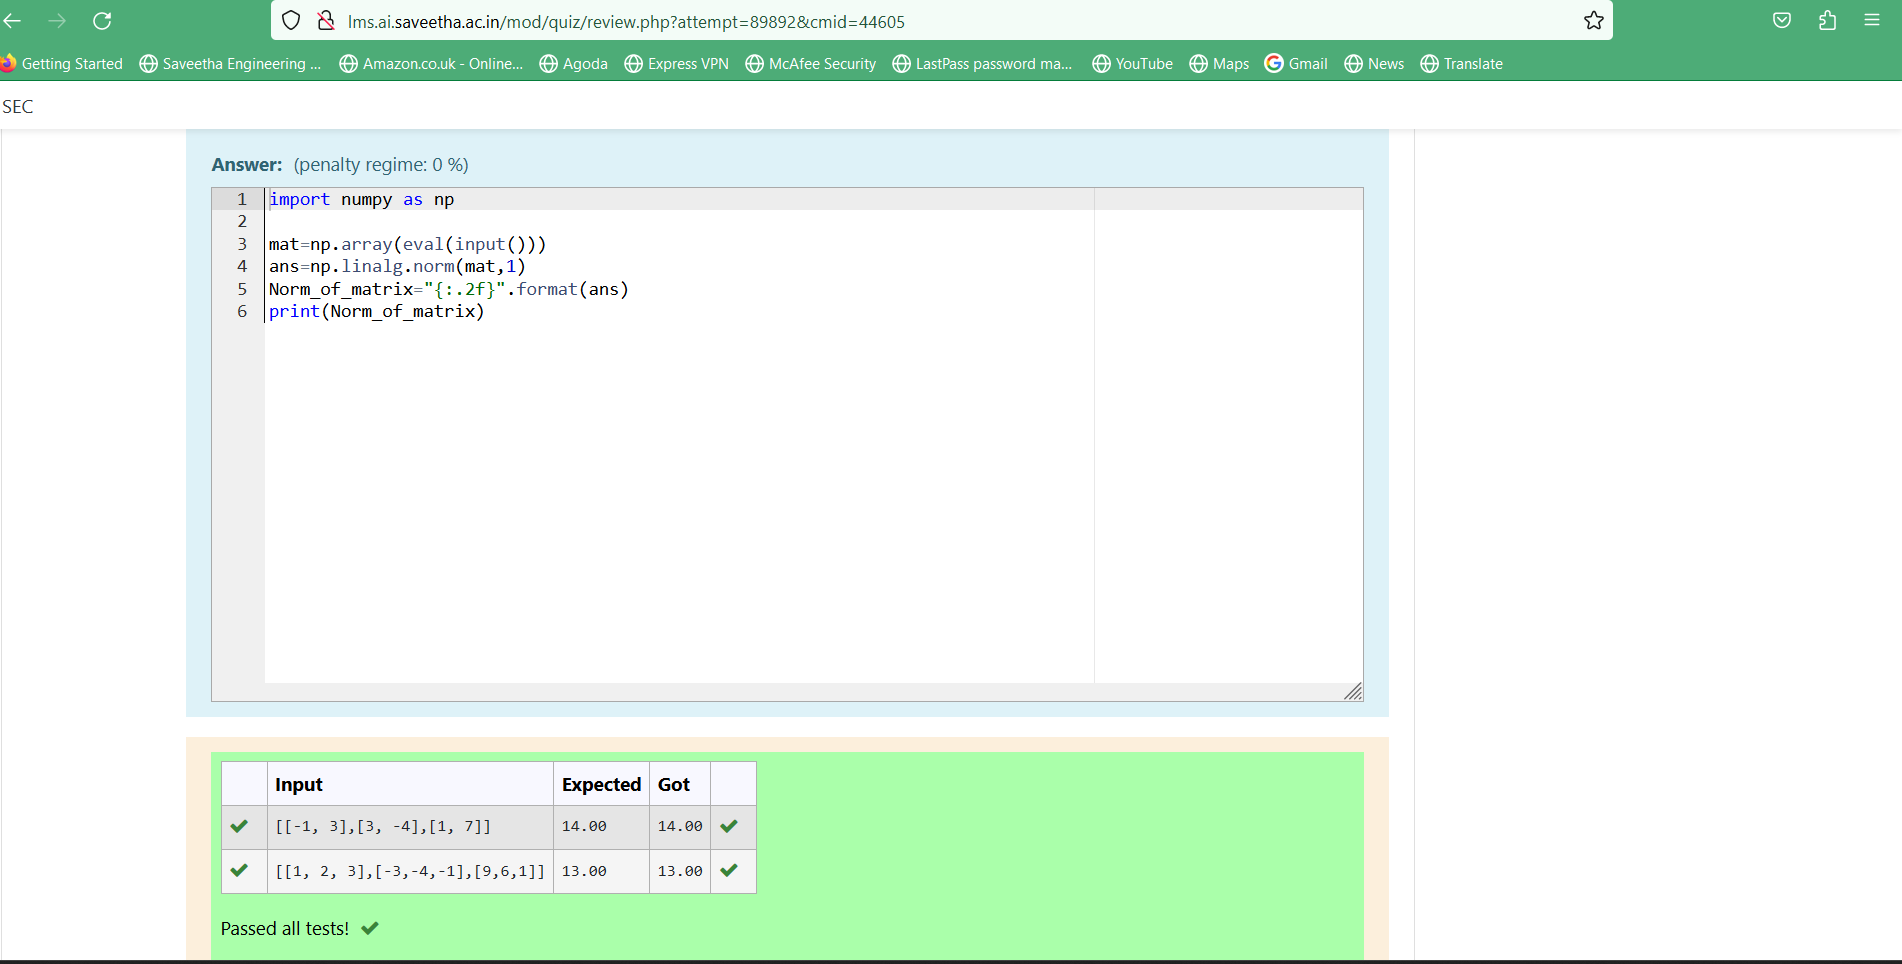 lms.ai.saveetha.ac.in/mod/quiz/review.php?attempt=89892&cmid=44605
Getting Started Saveetha Engineering ... Amazon.co.uk - Online... Agoda Express VPN McAfee Security LastPass password ma... YouTube Maps Gmail News Translate
SEC
Answer: (penalty regime: 0 %)
1 import numpy as np
2
3 mat=np.array(eval(input()))
4 ans=np.linalg.norm(mat,1)
5 Norm_of_matrix="{:.2f}".format(ans)
6 print(Norm_of_matrix)
Input Expected Got
[[-1, 3],[3, -4],[1, 7]] 14.00 14.00
[[1, 2, 3],[-3,-4,-1],[9,6,1]] 13.00 13.00
Passed all tests!